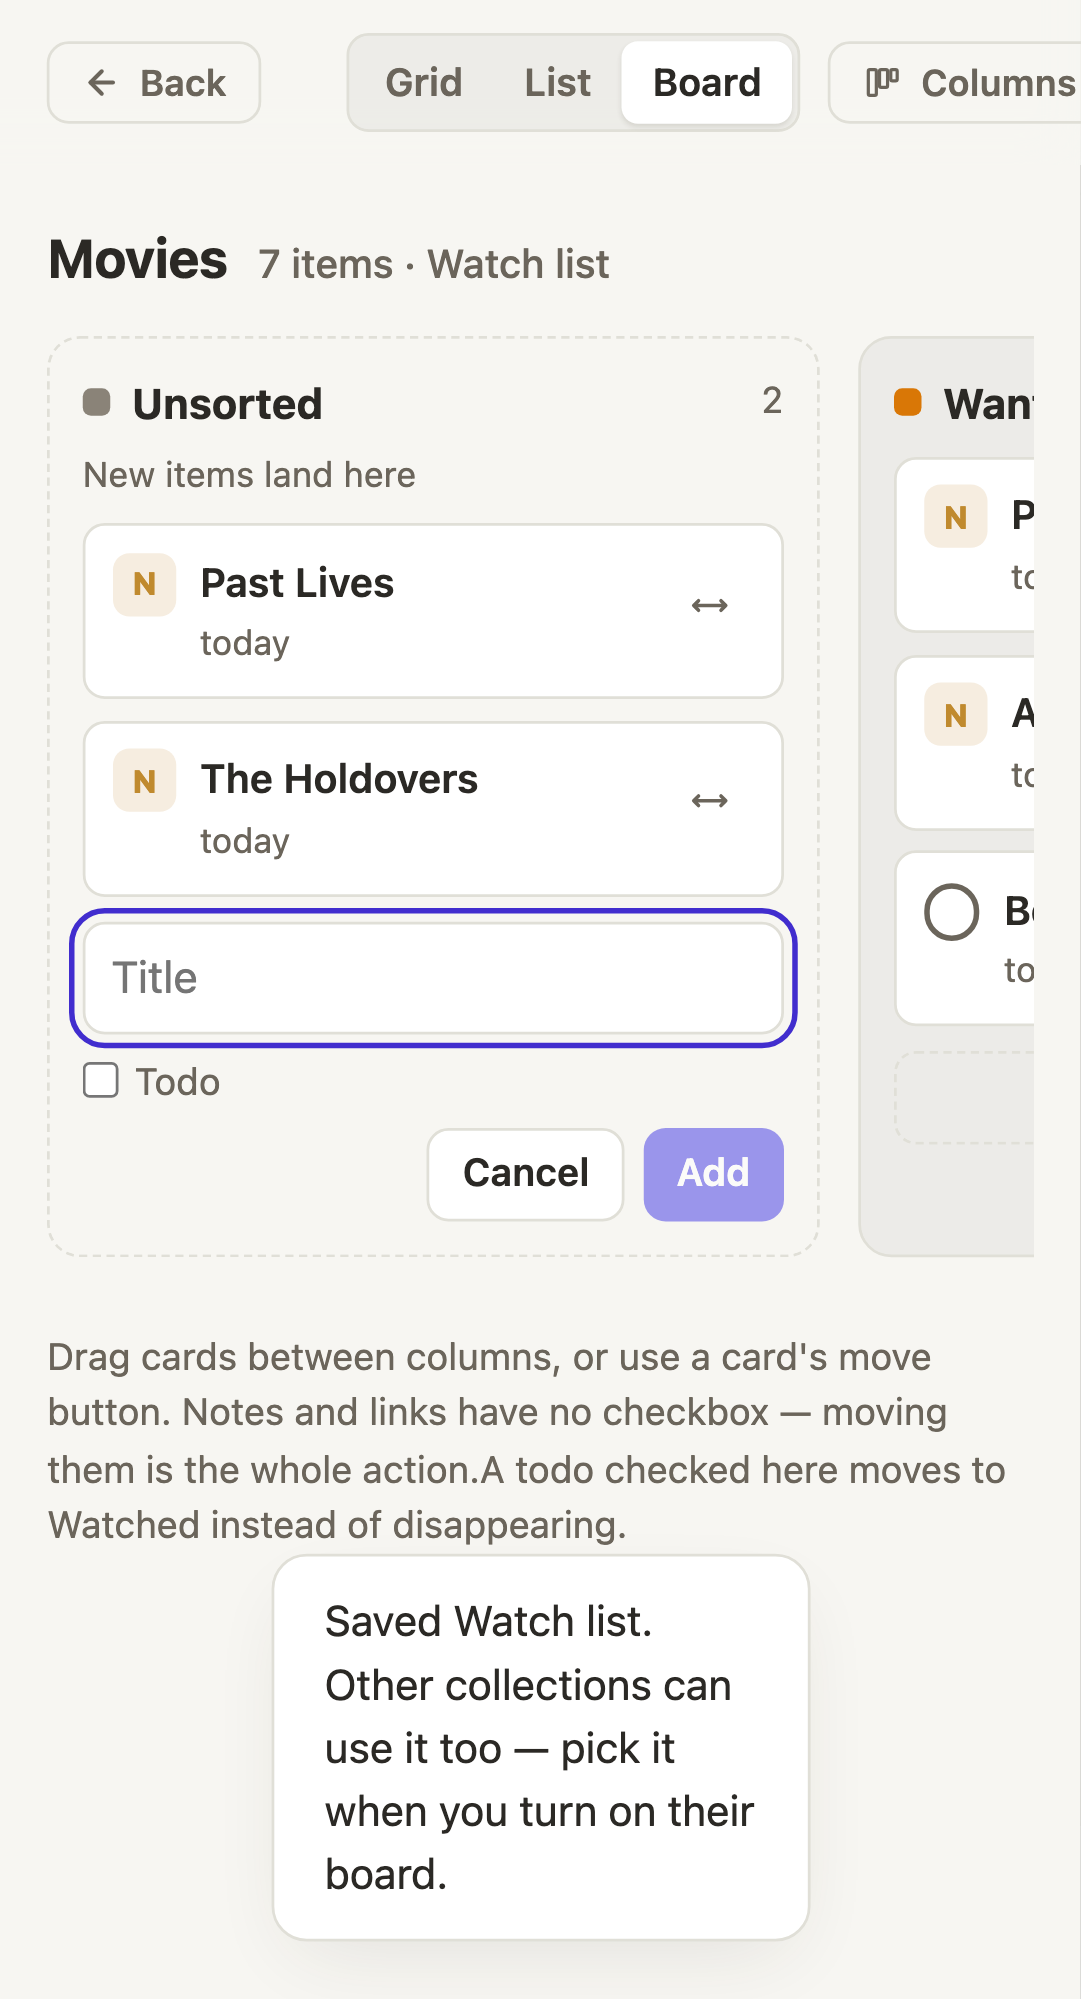 Back
Grid
List
Board
Columns
Movies 7 items · Watch list
Unsorted 2
New items land here
N Past Lives
today
N The Holdovers
today
Title
Todo
Cancel
Add
N
N
Drag cards between columns, or use a card's move
button. Notes and links have no checkbox — moving
them is the whole action.A todo checked here moves to
Watched instead of disappearing.
Saved Watch list.
Other collections can
use it too — pick it
when you turn on their
board.